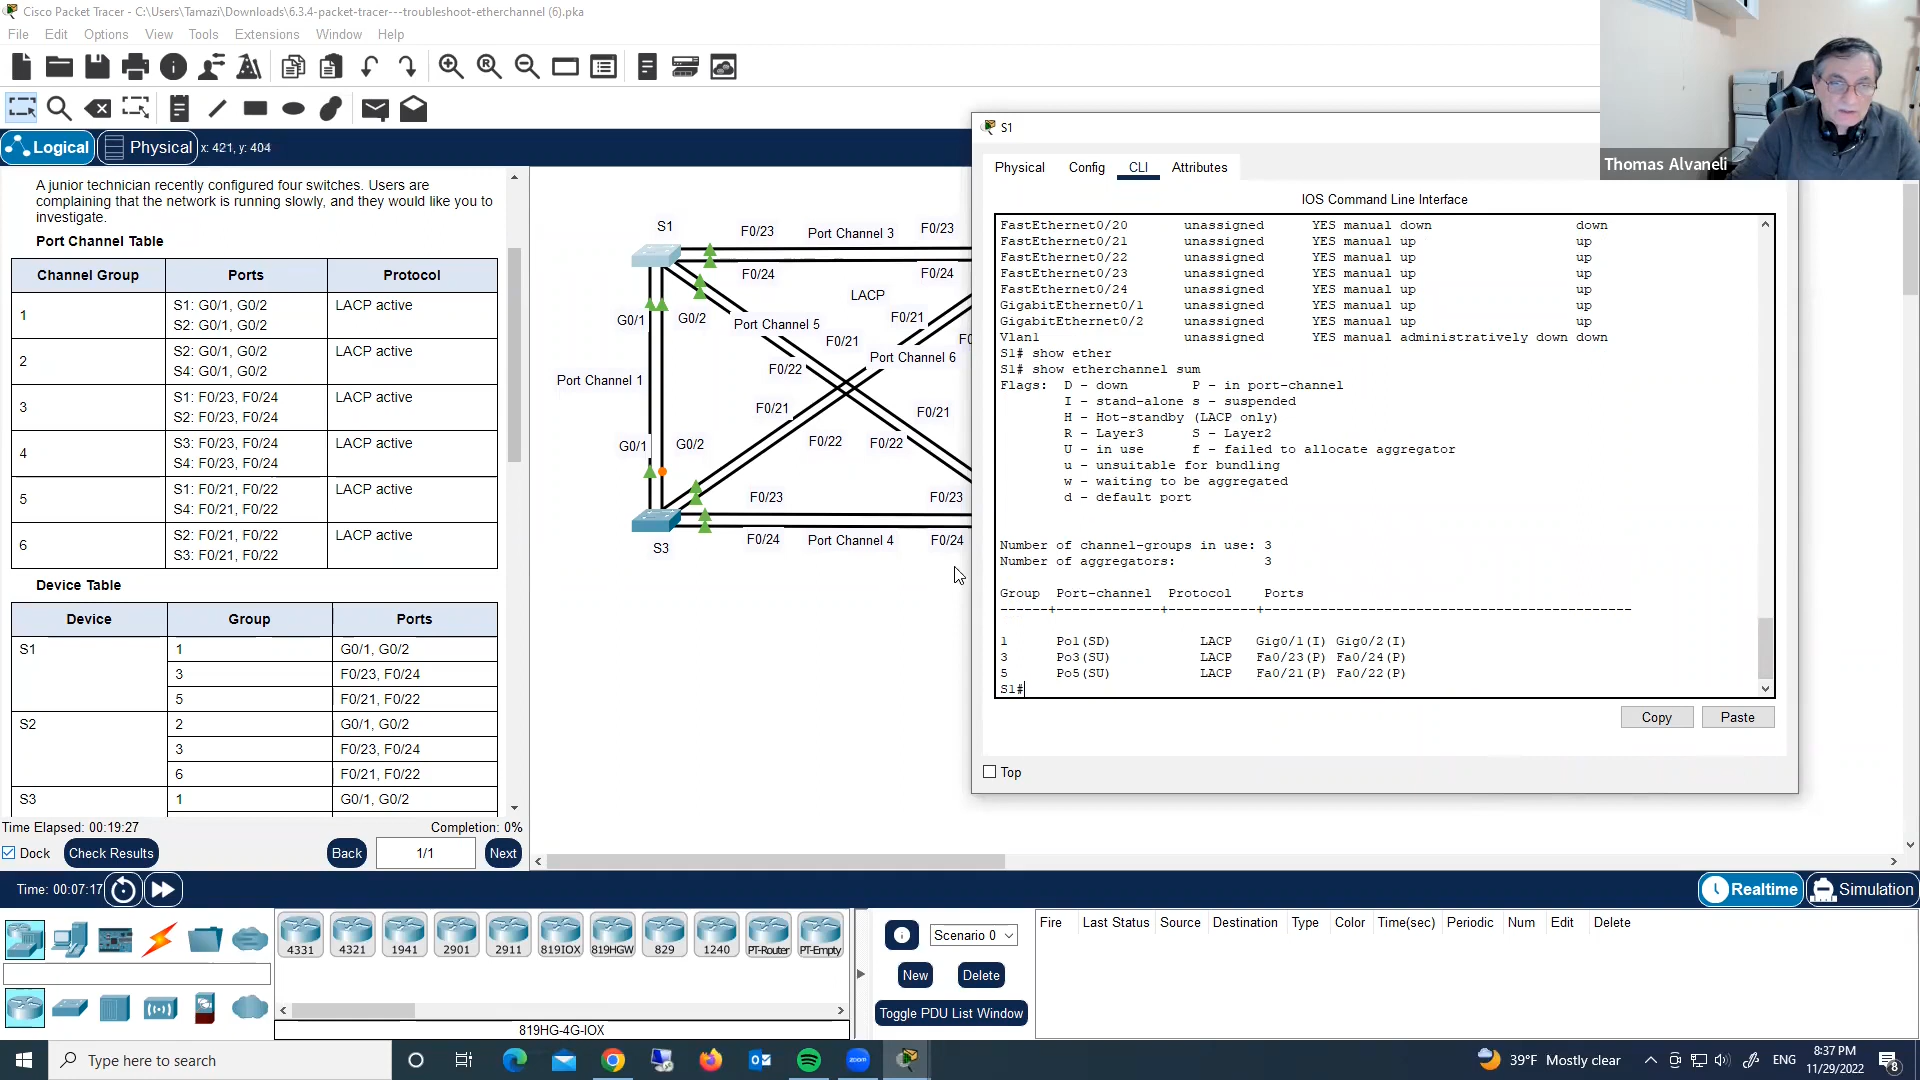 Cisco Packet Tracer - C:\Users\Tamazi\Downloads\6.3.4-packet-tracer---troubleshoot-etherchannel (6).pka
File Edit Options View Tools Extensions Window Help
Logical Physical x: 421, y: 404
A junior technician recently configured four switches. Users are
complaining that the network is running slowly, and they would like you to
investigate.
Port Channel Table
Channel Group Ports Protocol
1 S1: G0/1, G0/2 LACP active
S2: G0/1, G0/2
2 S2: G0/1, G0/2 LACP active
S4: G0/1, G0/2
3 S1: F0/23, F0/24 LACP active
S2: F0/23, F0/24
4 S3: F0/23, F0/24 LACP active
S4: F0/23, F0/24
5 S1: F0/21, F0/22 LACP active
S4: F0/21, F0/22
6 S2: F0/21, F0/22 LACP active
S3: F0/21, F0/22
Device Table
Device Group Ports
S1 1 G0/1, G0/2
3 F0/23, F0/24
5 F0/21, F0/22
S2 2 G0/1, G0/2
3 F0/23, F0/24
6 F0/21, F0/22
S3 1 G0/1, G0/2
Time Elapsed: 00:19:27 Completion: 0%
Dock Check Results Back 1/1 Next
S1
F0/23 Port Channel 3 F0/23
F0/24 F0/24
LACP
G0/1 G0/2 Port Channel 5 F0/21
F0/21
Port Channel 6
F0/22
Port Channel 1
F0/21 F0/21
G0/1 G0/2 F0/22 F0/22
F0/23 F0/23
F0/24 Port Channel 4 F0/24
S3
S1
Physical Config CLI Attributes
IOS Command Line Interface
FastEthernet0/20 unassigned YES manual down down
FastEthernet0/21 unassigned YES manual up up
FastEthernet0/22 unassigned YES manual up up
FastEthernet0/23 unassigned YES manual up up
FastEthernet0/24 unassigned YES manual up up
GigabitEthernet0/1 unassigned YES manual up up
GigabitEthernet0/2 unassigned YES manual up up
Vlan1 unassigned YES manual administratively down down
S1# show ether
S1# show etherchannel sum
Flags: D - down P - in port-channel
I - stand-alone s - suspended
H - Hot-standby (LACP only)
R - Layer3 S - Layer2
U - in use f - failed to allocate aggregator
u - unsuitable for bundling
w - waiting to be aggregated
d - default port
Number of channel-groups in use: 3
Number of aggregators: 3
Group Port-channel Protocol Ports
------+-------------+-----------+----------------------------------------------
1 Po1(SD) LACP Gig0/1(I) Gig0/2(I)
3 Po3(SU) LACP Fa0/23(P) Fa0/24(P)
5 Po5(SU) LACP Fa0/21(P) Fa0/22(P)
S1#
Copy Paste
Top
Thomas Alvaneli
Time: 00:07:17 Realtime Simulation
4331 4321 1941 2901 2911 819IOX 819HGW 829 1240 PT-Router PT-Empty
819HG-4G-IOX
Scenario 0
New Delete
Toggle PDU List Window
Fire Last Status Source Destination Type Color Time(sec) Periodic Num Edit Delete
Type here to search
39°F Mostly clear ENG 8:37 PM
11/29/2022
8